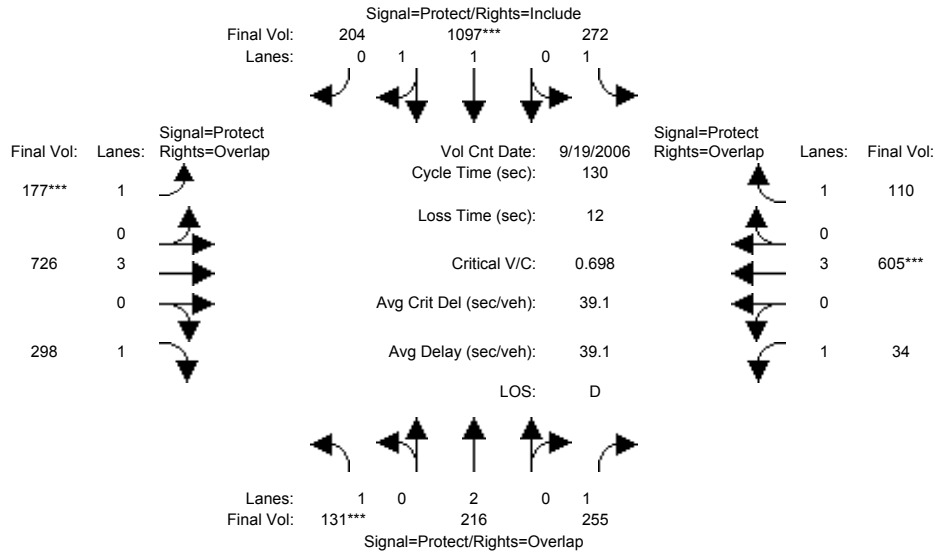 Signal=Protect/Rights=Include
Final Vol: 204 1097*** 272
Lanes: 0 1 1 0 1
Signal=Protect Signal=Protect
Final Vol: Lanes: Rights=Overlap Vol Cnt Date: 9/19/2006 Rights=Overlap Lanes: Final Vol:
Cycle Time (sec): 130
177*** 1 1 110
Loss Time (sec): 12
0 0
726 3 Critical V/C: 0.698 3 605***
0 Avg Crit Del (sec/veh): 39.1 0
298 1 Avg Delay (sec/veh): 39.1 1 34
LOS: D
Lanes: 1 0 2 0 1
Final Vol: 131*** 216 255
Signal=Protect/Rights=Overlap